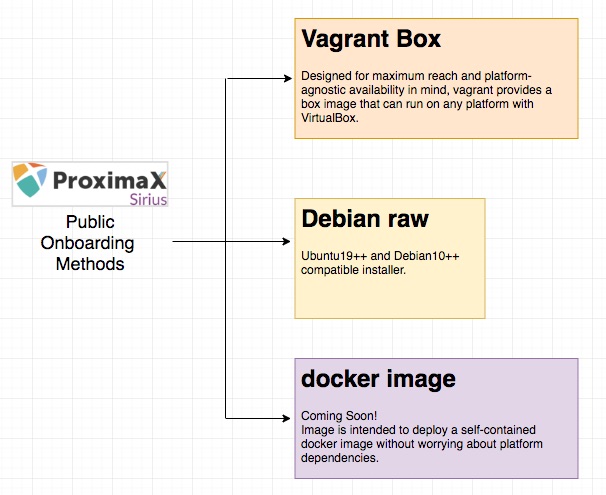 Vagrant Box
Designed for maximum reach and platform-
agnostic availability in mind, vagrant provides a
box image that can run on any platform with
VirtualBox.
ProximaX
Sirius
Public
Onboarding
Methods
Debian raw
Ubuntu19++ and Debian10++
compatible installer.
docker image
Coming Soon!
Image is intended to deploy a self-contained
docker image without worrying about platform
dependencies.